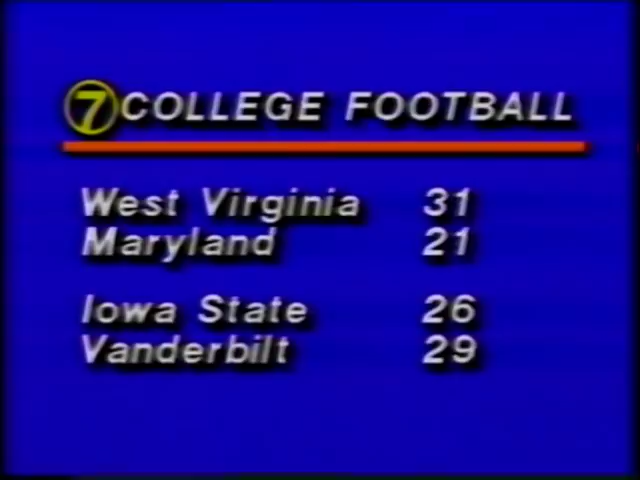 7 COLLEGE FOOTBALL
West Virginia 31
Maryland 21
Iowa State 26
Vanderbilt 29